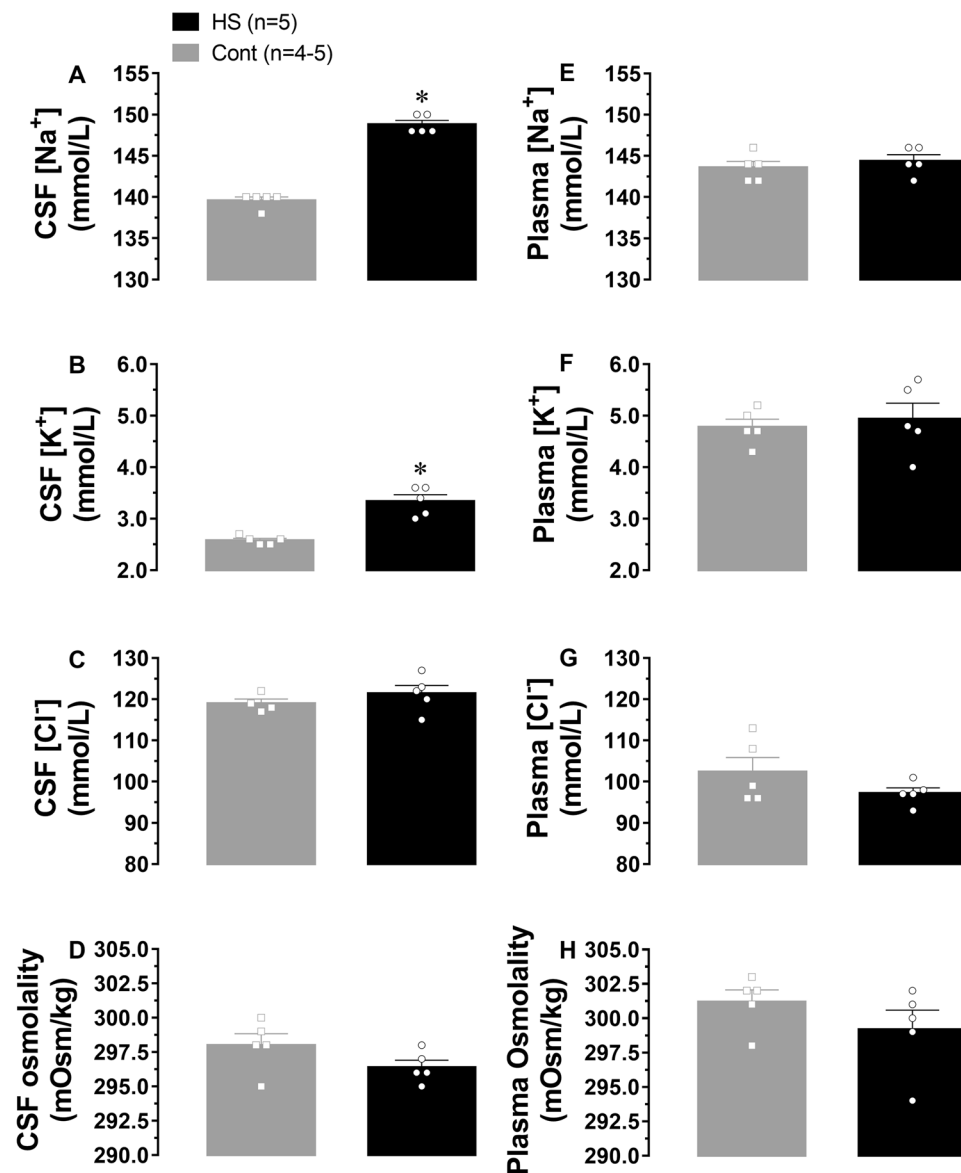 HS (n=5)
Cont (n=4-5)
A
CSF [Na+]
(mmol/L)
155
150
145
140
135
130
*
E
Plasma [Na+]
(mmol/L)
155
150
145
140
135
130
B
CSF [K+]
(mmol/L)
6.0
5.0
4.0
3.0
2.0
*
F
Plasma [K+]
(mmol/L)
6.0
5.0
4.0
3.0
2.0
C
CSF [Cl-]
(mmol/L)
130
120
110
100
90
80
G
Plasma [Cl-]
(mmol/L)
130
120
110
100
90
80
D
CSF osmolality
(mOsm/kg)
305.0
302.5
300.0
297.5
295.0
292.5
290.0
H
Plasma Osmolality
(mOsm/kg)
305.0
302.5
300.0
297.5
295.0
292.5
290.0